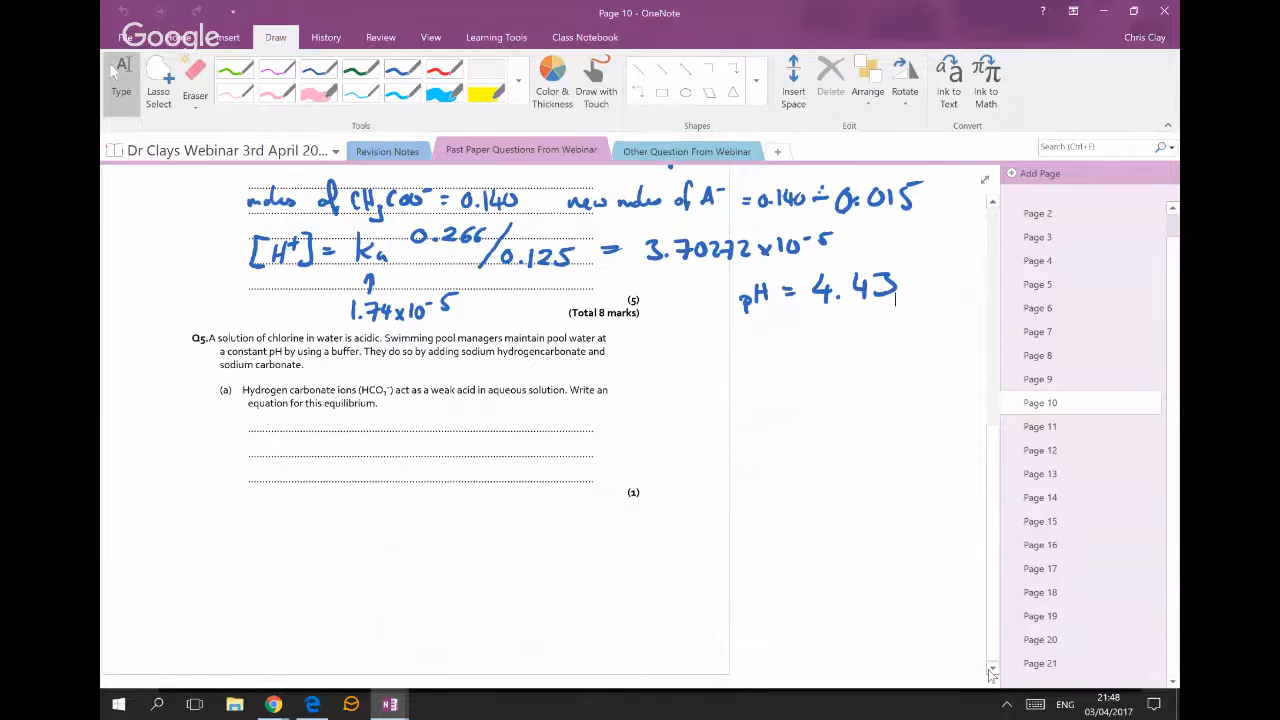 Page 10 - OneNote
Google
Insert Draw History Review View Learning Tools Class Notebook Chris Clay
Type Lasso Select Eraser Color & Thickness Draw with Touch Insert Space Delete Arrange Rotate Ink to Text Ink to Math
Tools Shapes Edit Convert
Dr Clays Webinar 3rd April 20... Revision Notes Past Paper Questions From Webinar Other Question From Webinar Search (Ctrl+E)
Add Page
moles of CH3COO⁻ = 0.140 new moles of A⁻ = 0.140 - 0.015
[H⁺] = Ka 0.266/0.125 = 3.70272 x 10⁻⁵
↑
1.74x10⁻⁵
pH = 4.43
(5)
(Total 8 marks)
Q5.A solution of chlorine in water is acidic. Swimming pool managers maintain pool water at
a constant pH by using a buffer. They do so by adding sodium hydrogencarbonate and
sodium carbonate.
(a) Hydrogen carbonate ions (HCO3⁻) act as a weak acid in aqueous solution. Write an
equation for this equilibrium.
(1)
Page 2
Page 3
Page 4
Page 5
Page 6
Page 7
Page 8
Page 9
Page 10
Page 11
Page 12
Page 13
Page 14
Page 15
Page 16
Page 17
Page 18
Page 19
Page 20
Page 21
ENG
21:48
03/04/2017